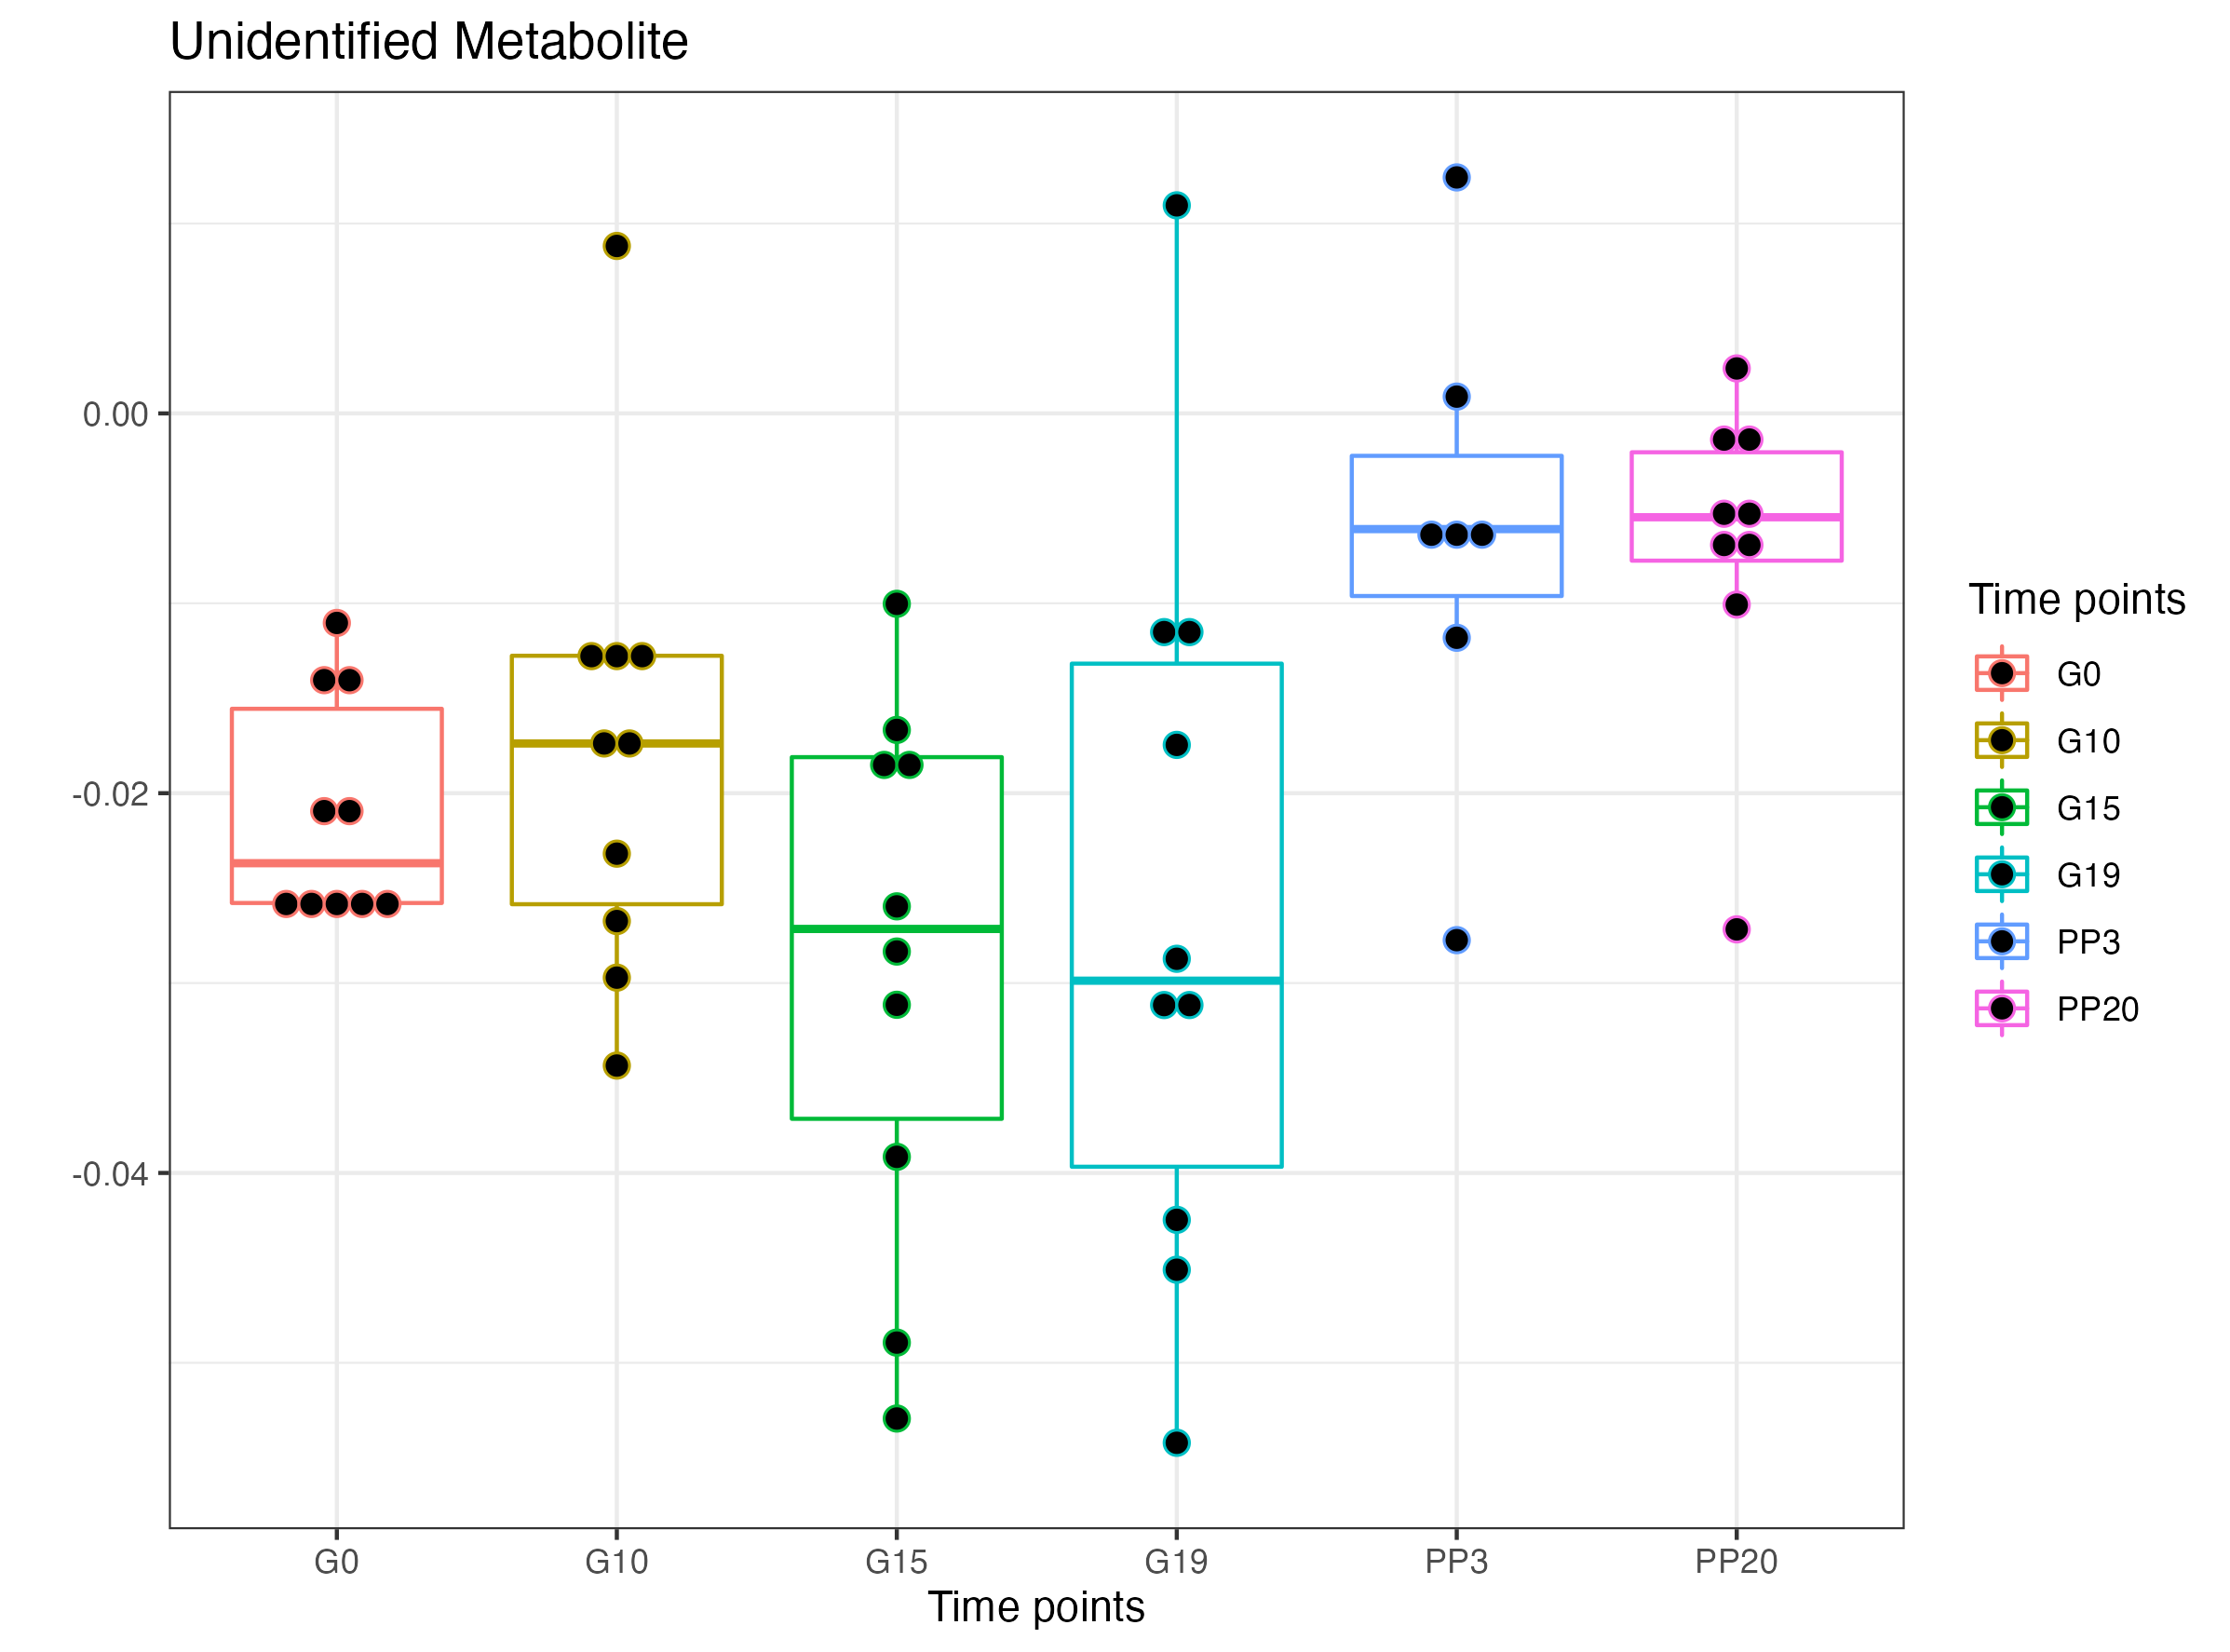 Unidentified Metabolite
0.00
-0.02
-0.04
G0 G10 G15 G19 PP3 PP20
Time points
Time points
G0
G10
G15
G19
PP3
PP20